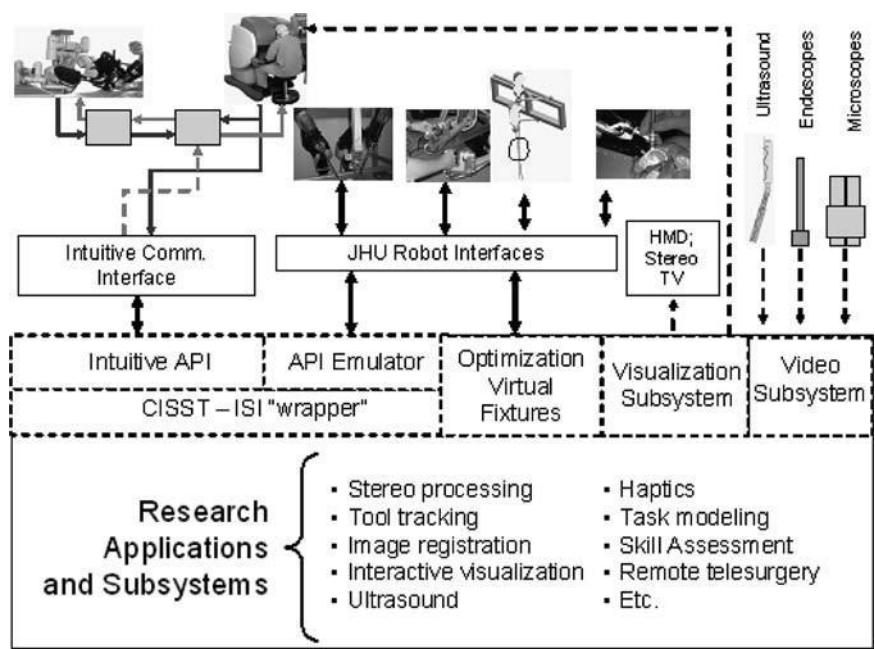 Ultrasound
Endoscopes
Microscopes
Intuitive Comm.
Interface
JHU Robot Interfaces
HMD;
Stereo
TV
Intuitive API
API Emulator
Optimization
Virtual
Fixtures
Visualization
Subsystem
Video
Subsystem
CISST – ISI "wrapper"
Research
Applications
and Subsystems
• Stereo processing
• Tool tracking
• Image registration
• Interactive visualization
• Ultrasound
• Haptics
• Task modeling
• Skill Assessment
• Remote telesurgery
• Etc.